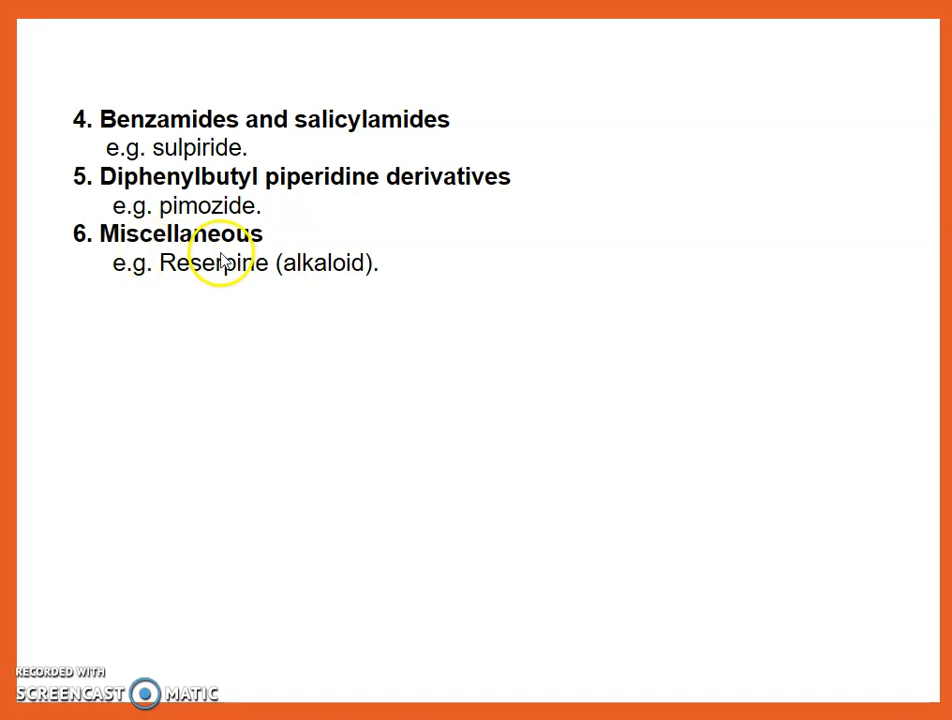 4. Benzamides and salicylamides
e.g. sulpiride.
5. Diphenylbutyl piperidine derivatives
e.g. pimozide.
6. Miscellaneous
e.g. Reserpine (alkaloid).
RECORDED WITH
SCREENCAST MATIC